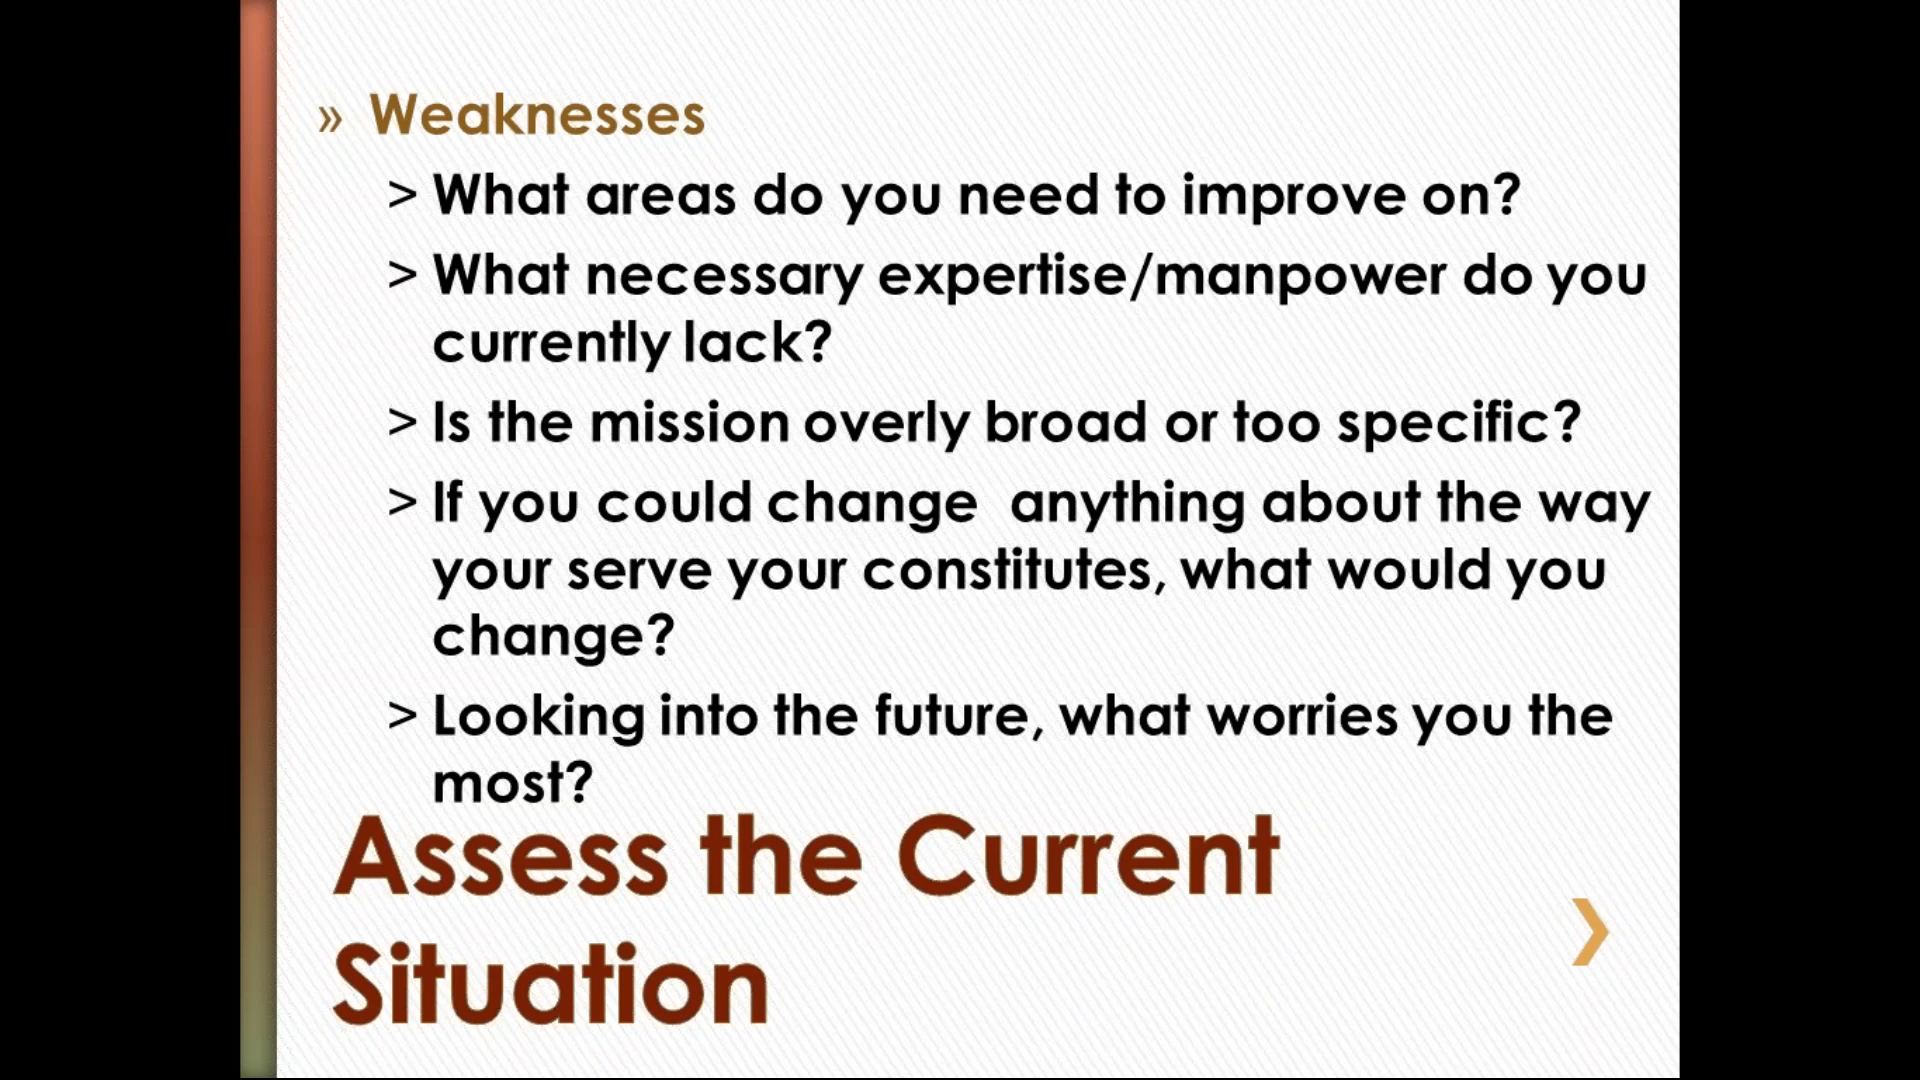 » Weaknesses
> What areas do you need to improve on?
> What necessary expertise/manpower do you
currently lack?
> Is the mission overly broad or too specific?
> If you could change  anything about the way
your serve your constitutes, what would you
change?
> Looking into the future, what worries you the
most?
Assess the Current
Situation